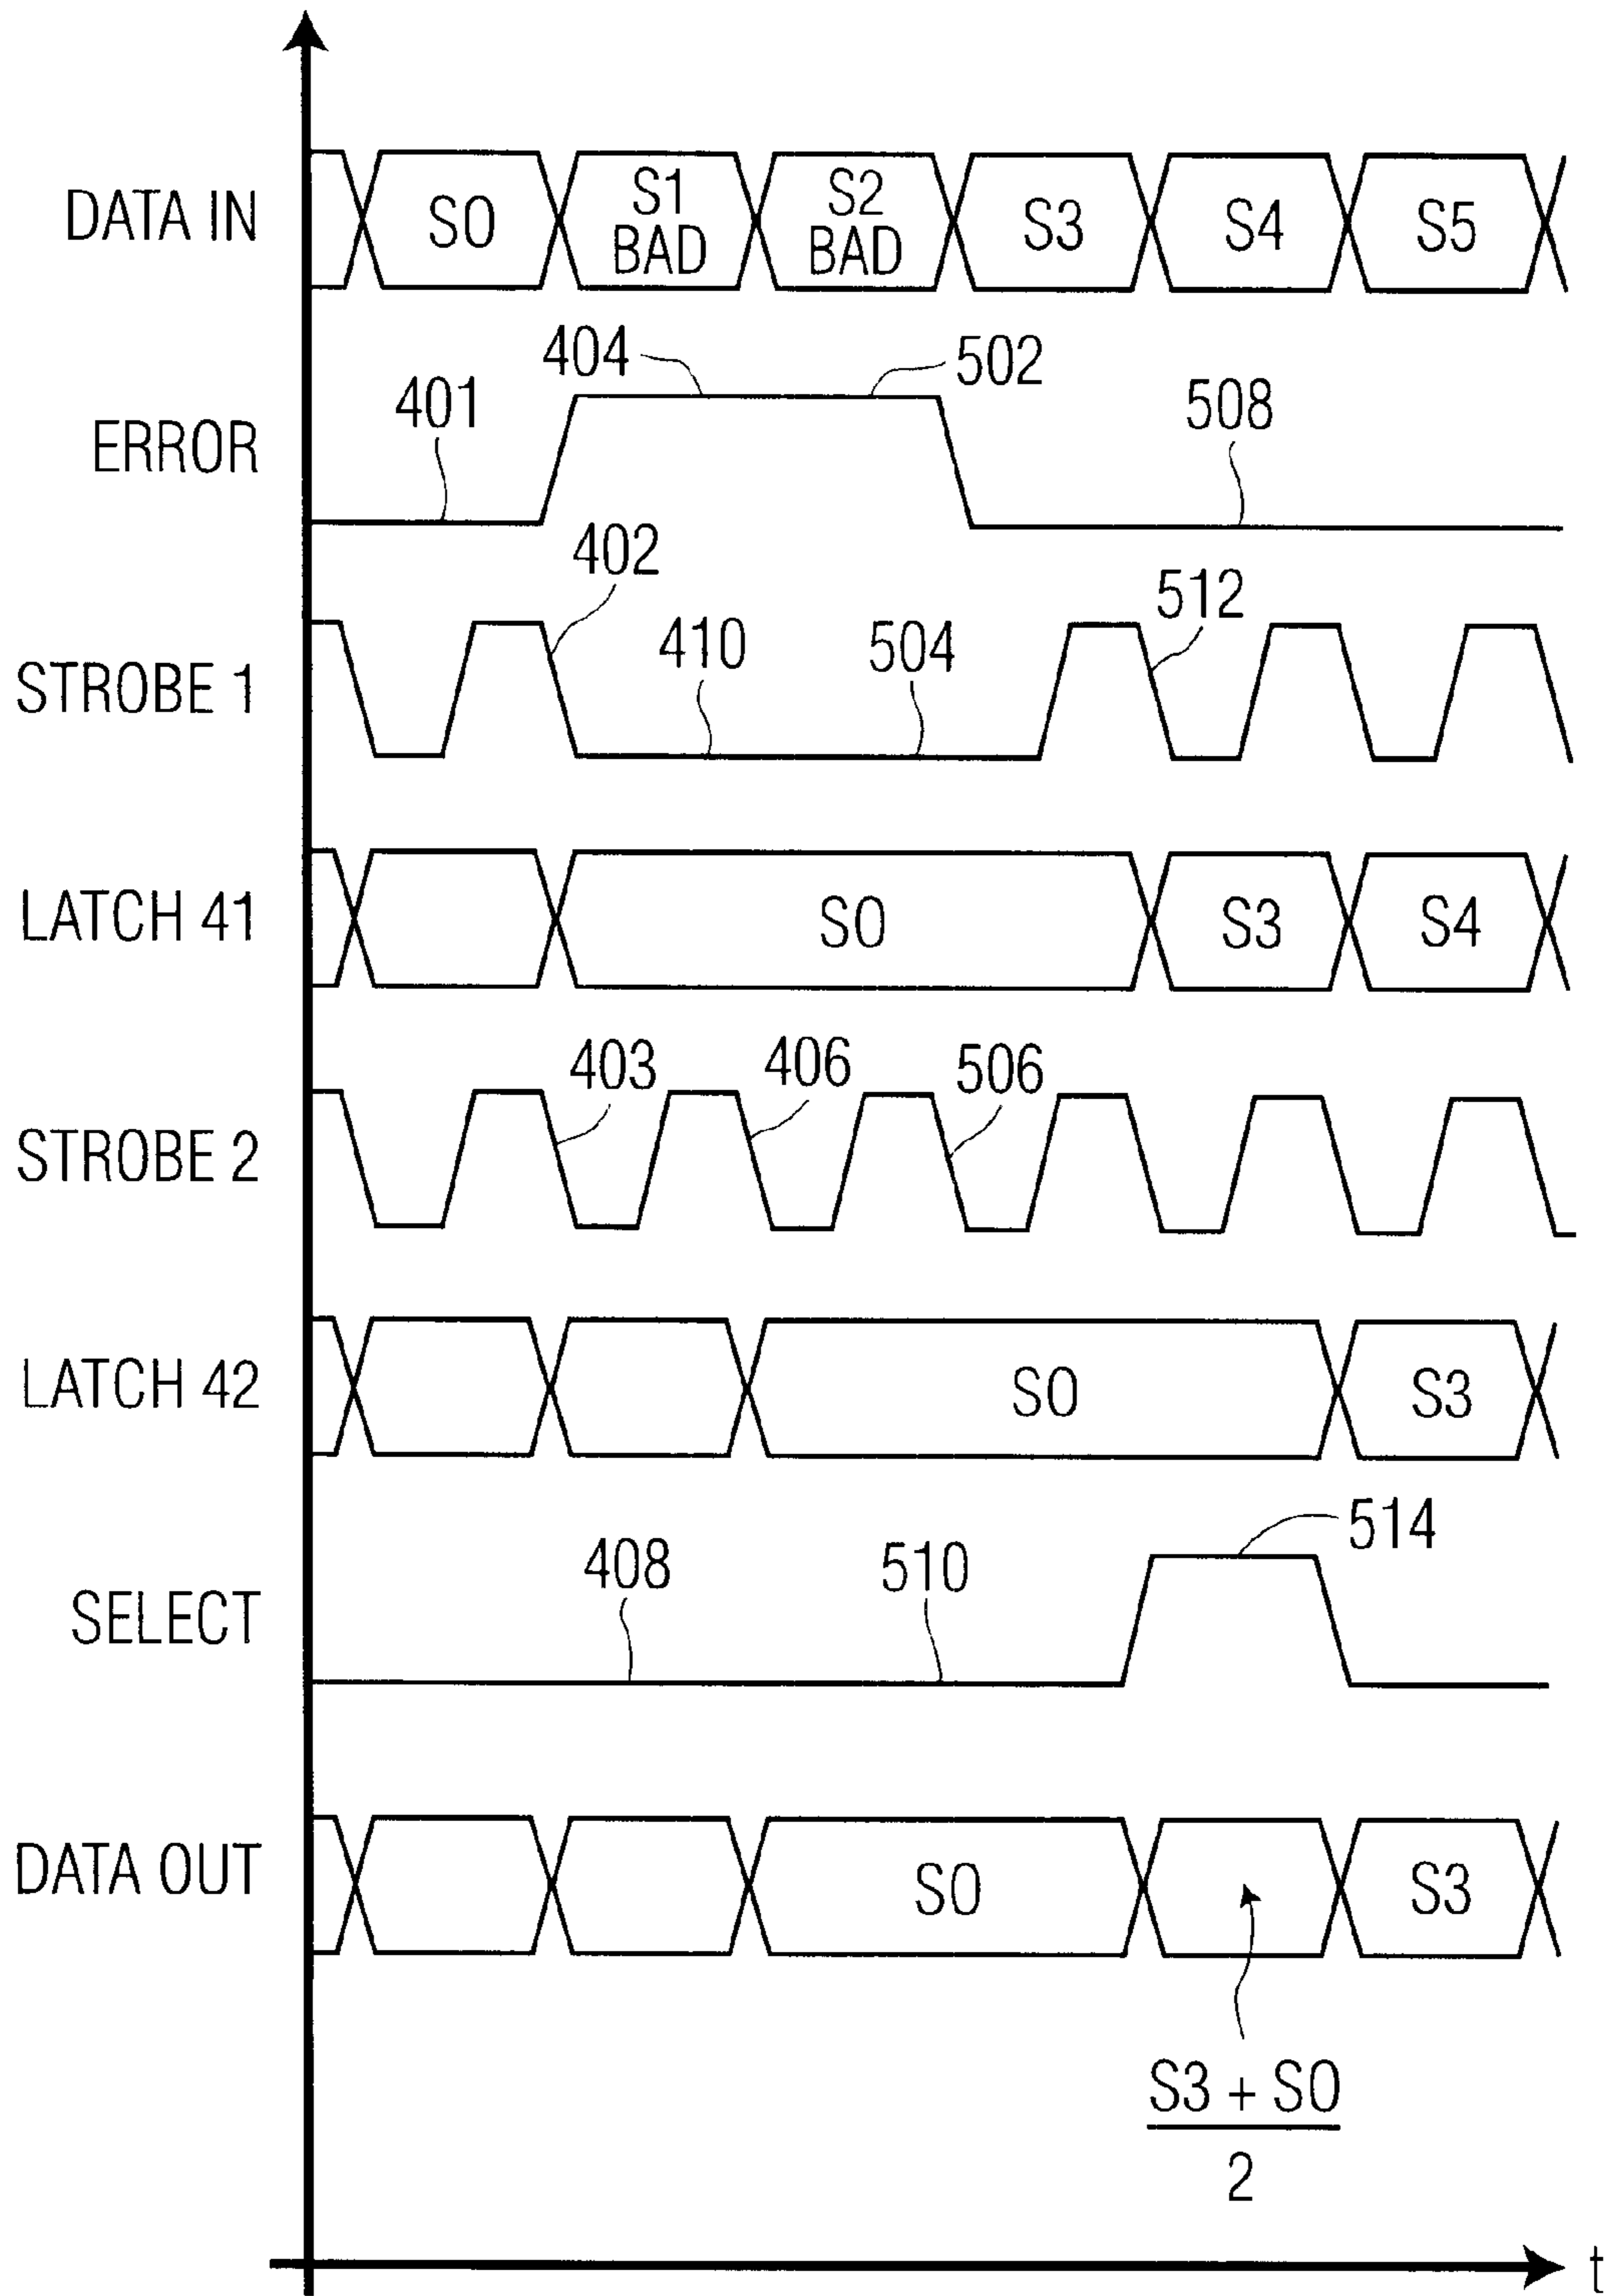 DATA IN
S0
S1
BAD
S2
BAD
S3
S4
S5
ERROR
401
404
502
508
STROBE 1
402
410
504
512
LATCH 41
S0
S3
S4
STROBE 2
403
406
506
LATCH 42
S0
S3
SELECT
408
510
514
DATA OUT
S0
S3
S3 + S0
2
t